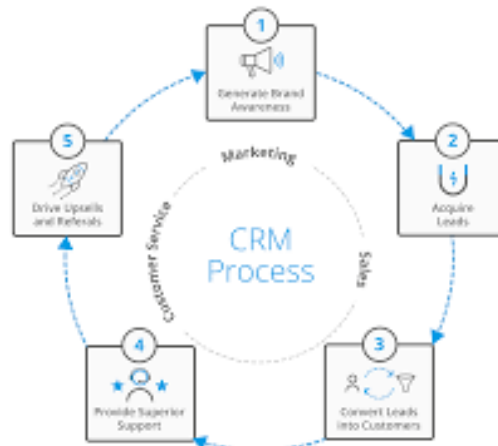 1
Generate Brand
Awareness
2
Acquire
Leads
3
Convert Leads
into Customers
4
Provide Superior
Support
5
Drive Upsells
and Referrals
Marketing
Sales
Customer Service
CRM
Process